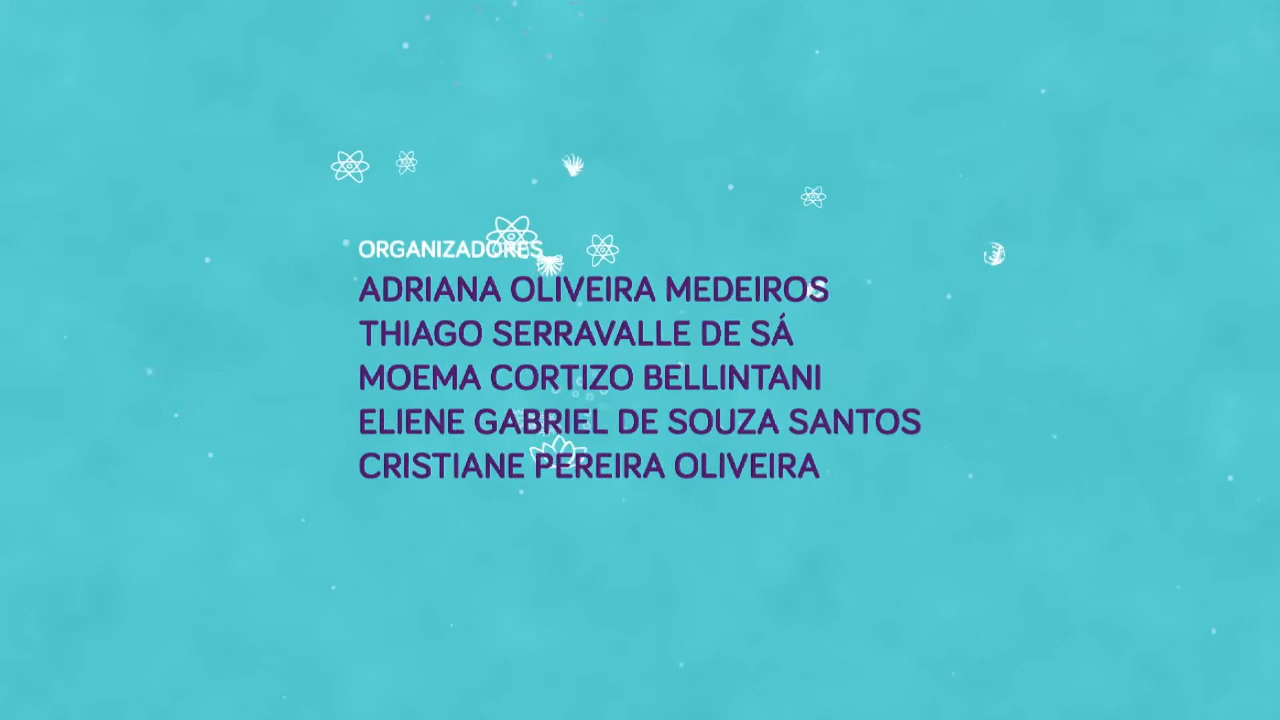 ORGANIZADORES
ADRIANA OLIVEIRA MEDEIROS
THIAGO SERRAVALLE DE SÁ
MOEMA CORTIZO BELLINTANI
ELIENE GABRIEL DE SOUZA SANTOS
CRISTIANE PEREIRA OLIVEIRA